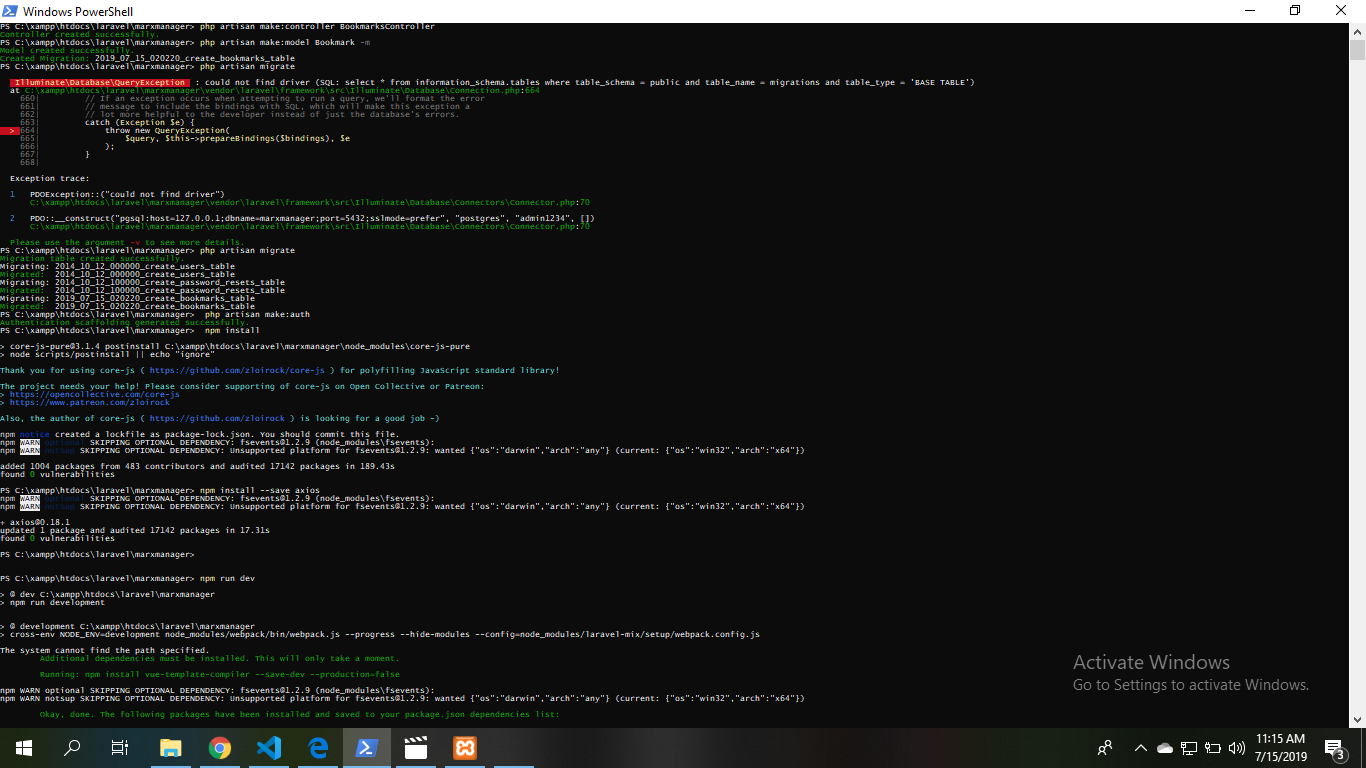 Windows PowerShell
PS C:\xampp\htdocs\laravel\marxmanager> php artisan make:controller BookmarksController
Controller created successfully.
PS C:\xampp\htdocs\laravel\marxmanager> php artisan make:model Bookmark -m
Model created successfully.
Created Migration: 2019_07_15_020220_create_bookmarks_table
PS C:\xampp\htdocs\laravel\marxmanager> php artisan migrate
Illuminate\Database\QueryException : could not find driver (SQL: select * from information_schema.tables where table_schema = public and table_name = migrations and table_type = 'BASE TABLE')
at C:\xampp\htdocs\laravel\marxmanager\vendor\laravel\framework\src\Illuminate\Database\Connection.php:664
660| // If an exception occurs when attempting to run a query, we'll format the error
661| // message to include the bindings with SQL, which will make this exception a
662| // lot more helpful to the developer instead of just the database's errors.
663| catch (Exception $e) {
> 664| throw new QueryException(
665| $query, $this->prepareBindings($bindings), $e
666| );
667| }
668|
Exception trace:
1 PDOException::("could not find driver")
C:\xampp\htdocs\laravel\marxmanager\vendor\laravel\framework\src\Illuminate\Database\Connectors\Connector.php:70
2 PDO::__construct("pgsql:host=127.0.0.1;dbname=marxmanager;port=5432;sslmode=prefer", "postgres", "admin1234", [])
C:\xampp\htdocs\laravel\marxmanager\vendor\laravel\framework\src\Illuminate\Database\Connectors\Connector.php:70
Please use the argument -v to see more details.
PS C:\xampp\htdocs\laravel\marxmanager> php artisan migrate
Migration table created successfully.
Migrating: 2014_10_12_000000_create_users_table
Migrated: 2014_10_12_000000_create_users_table
Migrating: 2014_10_12_100000_create_password_resets_table
Migrated: 2014_10_12_100000_create_password_resets_table
Migrating: 2019_07_15_020220_create_bookmarks_table
Migrated: 2019_07_15_020220_create_bookmarks_table
PS C:\xampp\htdocs\laravel\marxmanager> php artisan make:auth
Authentication scaffolding generated successfully.
PS C:\xampp\htdocs\laravel\marxmanager> npm install
> core-js-pure@3.1.4 postinstall C:\xampp\htdocs\laravel\marxmanager\node_modules\core-js-pure
> node scripts/postinstall || echo "ignore"
Thank you for using core-js ( https://github.com/zloirock/core-js ) for polyfilling JavaScript standard library!
The project needs your help! Please consider supporting of core-js on Open Collective or Patreon:
> https://opencollective.com/core-js
> https://www.patreon.com/zloirock
Also, the author of core-js ( https://github.com/zloirock ) is looking for a good job -)
npm notice created a lockfile as package-lock.json. You should commit this file.
npm WARN optional SKIPPING OPTIONAL DEPENDENCY: fsevents@1.2.9 (node_modules\fsevents):
npm WARN notsup SKIPPING OPTIONAL DEPENDENCY: Unsupported platform for fsevents@1.2.9: wanted {"os":"darwin","arch":"any"} (current: {"os":"win32","arch":"x64"})
added 1004 packages from 483 contributors and audited 17142 packages in 189.43s
found 0 vulnerabilities
PS C:\xampp\htdocs\laravel\marxmanager> npm install --save axios
npm WARN optional SKIPPING OPTIONAL DEPENDENCY: fsevents@1.2.9 (node_modules\fsevents):
npm WARN notsup SKIPPING OPTIONAL DEPENDENCY: Unsupported platform for fsevents@1.2.9: wanted {"os":"darwin","arch":"any"} (current: {"os":"win32","arch":"x64"})
+ axios@0.18.1
updated 1 package and audited 17142 packages in 17.31s
found 0 vulnerabilities
PS C:\xampp\htdocs\laravel\marxmanager>
PS C:\xampp\htdocs\laravel\marxmanager> npm run dev
> @ dev C:\xampp\htdocs\laravel\marxmanager
> npm run development
> @ development C:\xampp\htdocs\laravel\marxmanager
> cross-env NODE_ENV=development node_modules/webpack/bin/webpack.js --progress --hide-modules --config=node_modules/laravel-mix/setup/webpack.config.js
The system cannot find the path specified.
Additional dependencies must be installed. This will only take a moment.
Running: npm install vue-template-compiler --save-dev --production=false
npm WARN optional SKIPPING OPTIONAL DEPENDENCY: fsevents@1.2.9 (node_modules\fsevents):
npm WARN notsup SKIPPING OPTIONAL DEPENDENCY: Unsupported platform for fsevents@1.2.9: wanted {"os":"darwin","arch":"any"} (current: {"os":"win32","arch":"x64"})
Okay, done. The following packages have been installed and saved to your package.json dependencies list:
Activate Windows
Go to Settings to activate Windows.
11:15 AM
7/15/2019
3